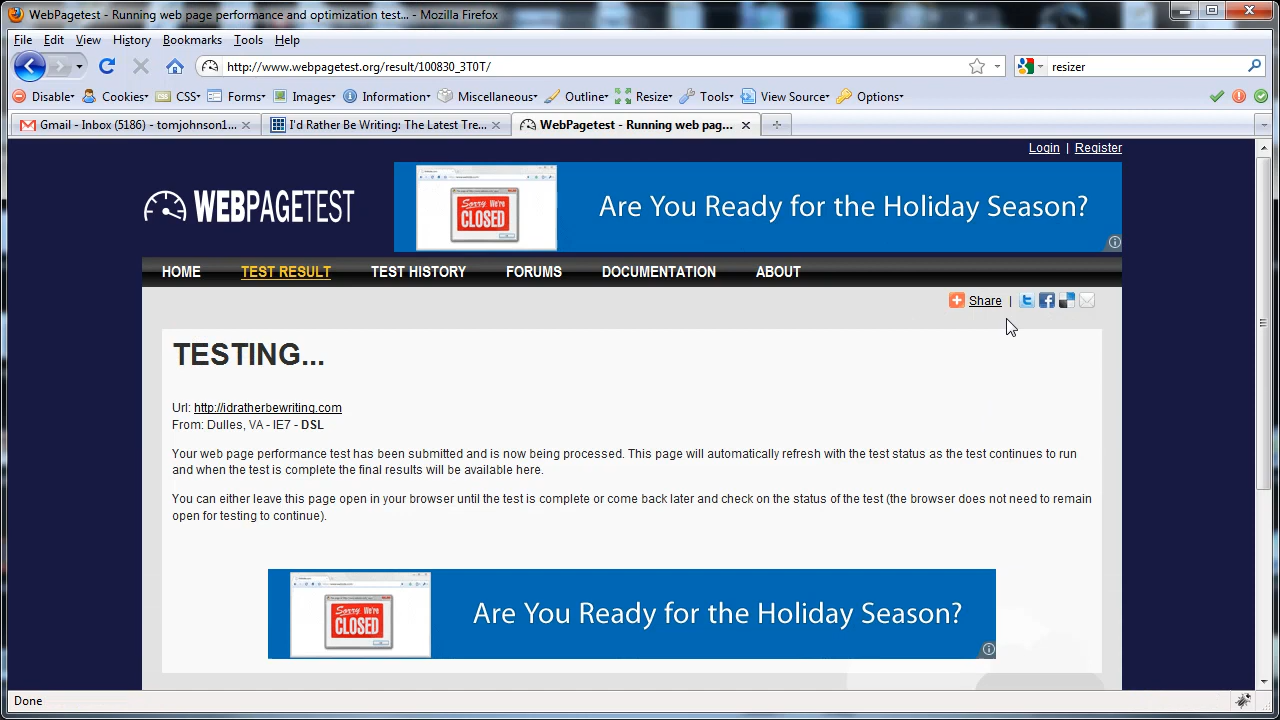 WebPagetest - Running web page performance and optimization test... - Mozilla Firefox
File Edit View History Bookmarks Tools Help
http://www.webpagetest.org/result/100830_3T0T/ resizer
Disable Cookies CSS Forms Images Information Miscellaneous Outline Resize Tools View Source Options
Gmail - Inbox (5186) - tomjohnson1... I'd Rather Be Writing: The Latest Tre... WebPagetest - Running web pag...
Login | Register
WEBPAGETEST
Sorry We're
CLOSED
Are You Ready for the Holiday Season?
HOME TEST RESULT TEST HISTORY FORUMS DOCUMENTATION ABOUT
Share |
TESTING...
Url: http://idratherbewriting.com
From: Dulles, VA - IE7 - DSL
Your web page performance test has been submitted and is now being processed. This page will automatically refresh with the test status as the test continues to run
and when the test is complete the final results will be available here.
You can either leave this page open in your browser until the test is complete or come back later and check on the status of the test (the browser does not need to remain
open for testing to continue).
Sorry We're
CLOSED
Are You Ready for the Holiday Season?
Done